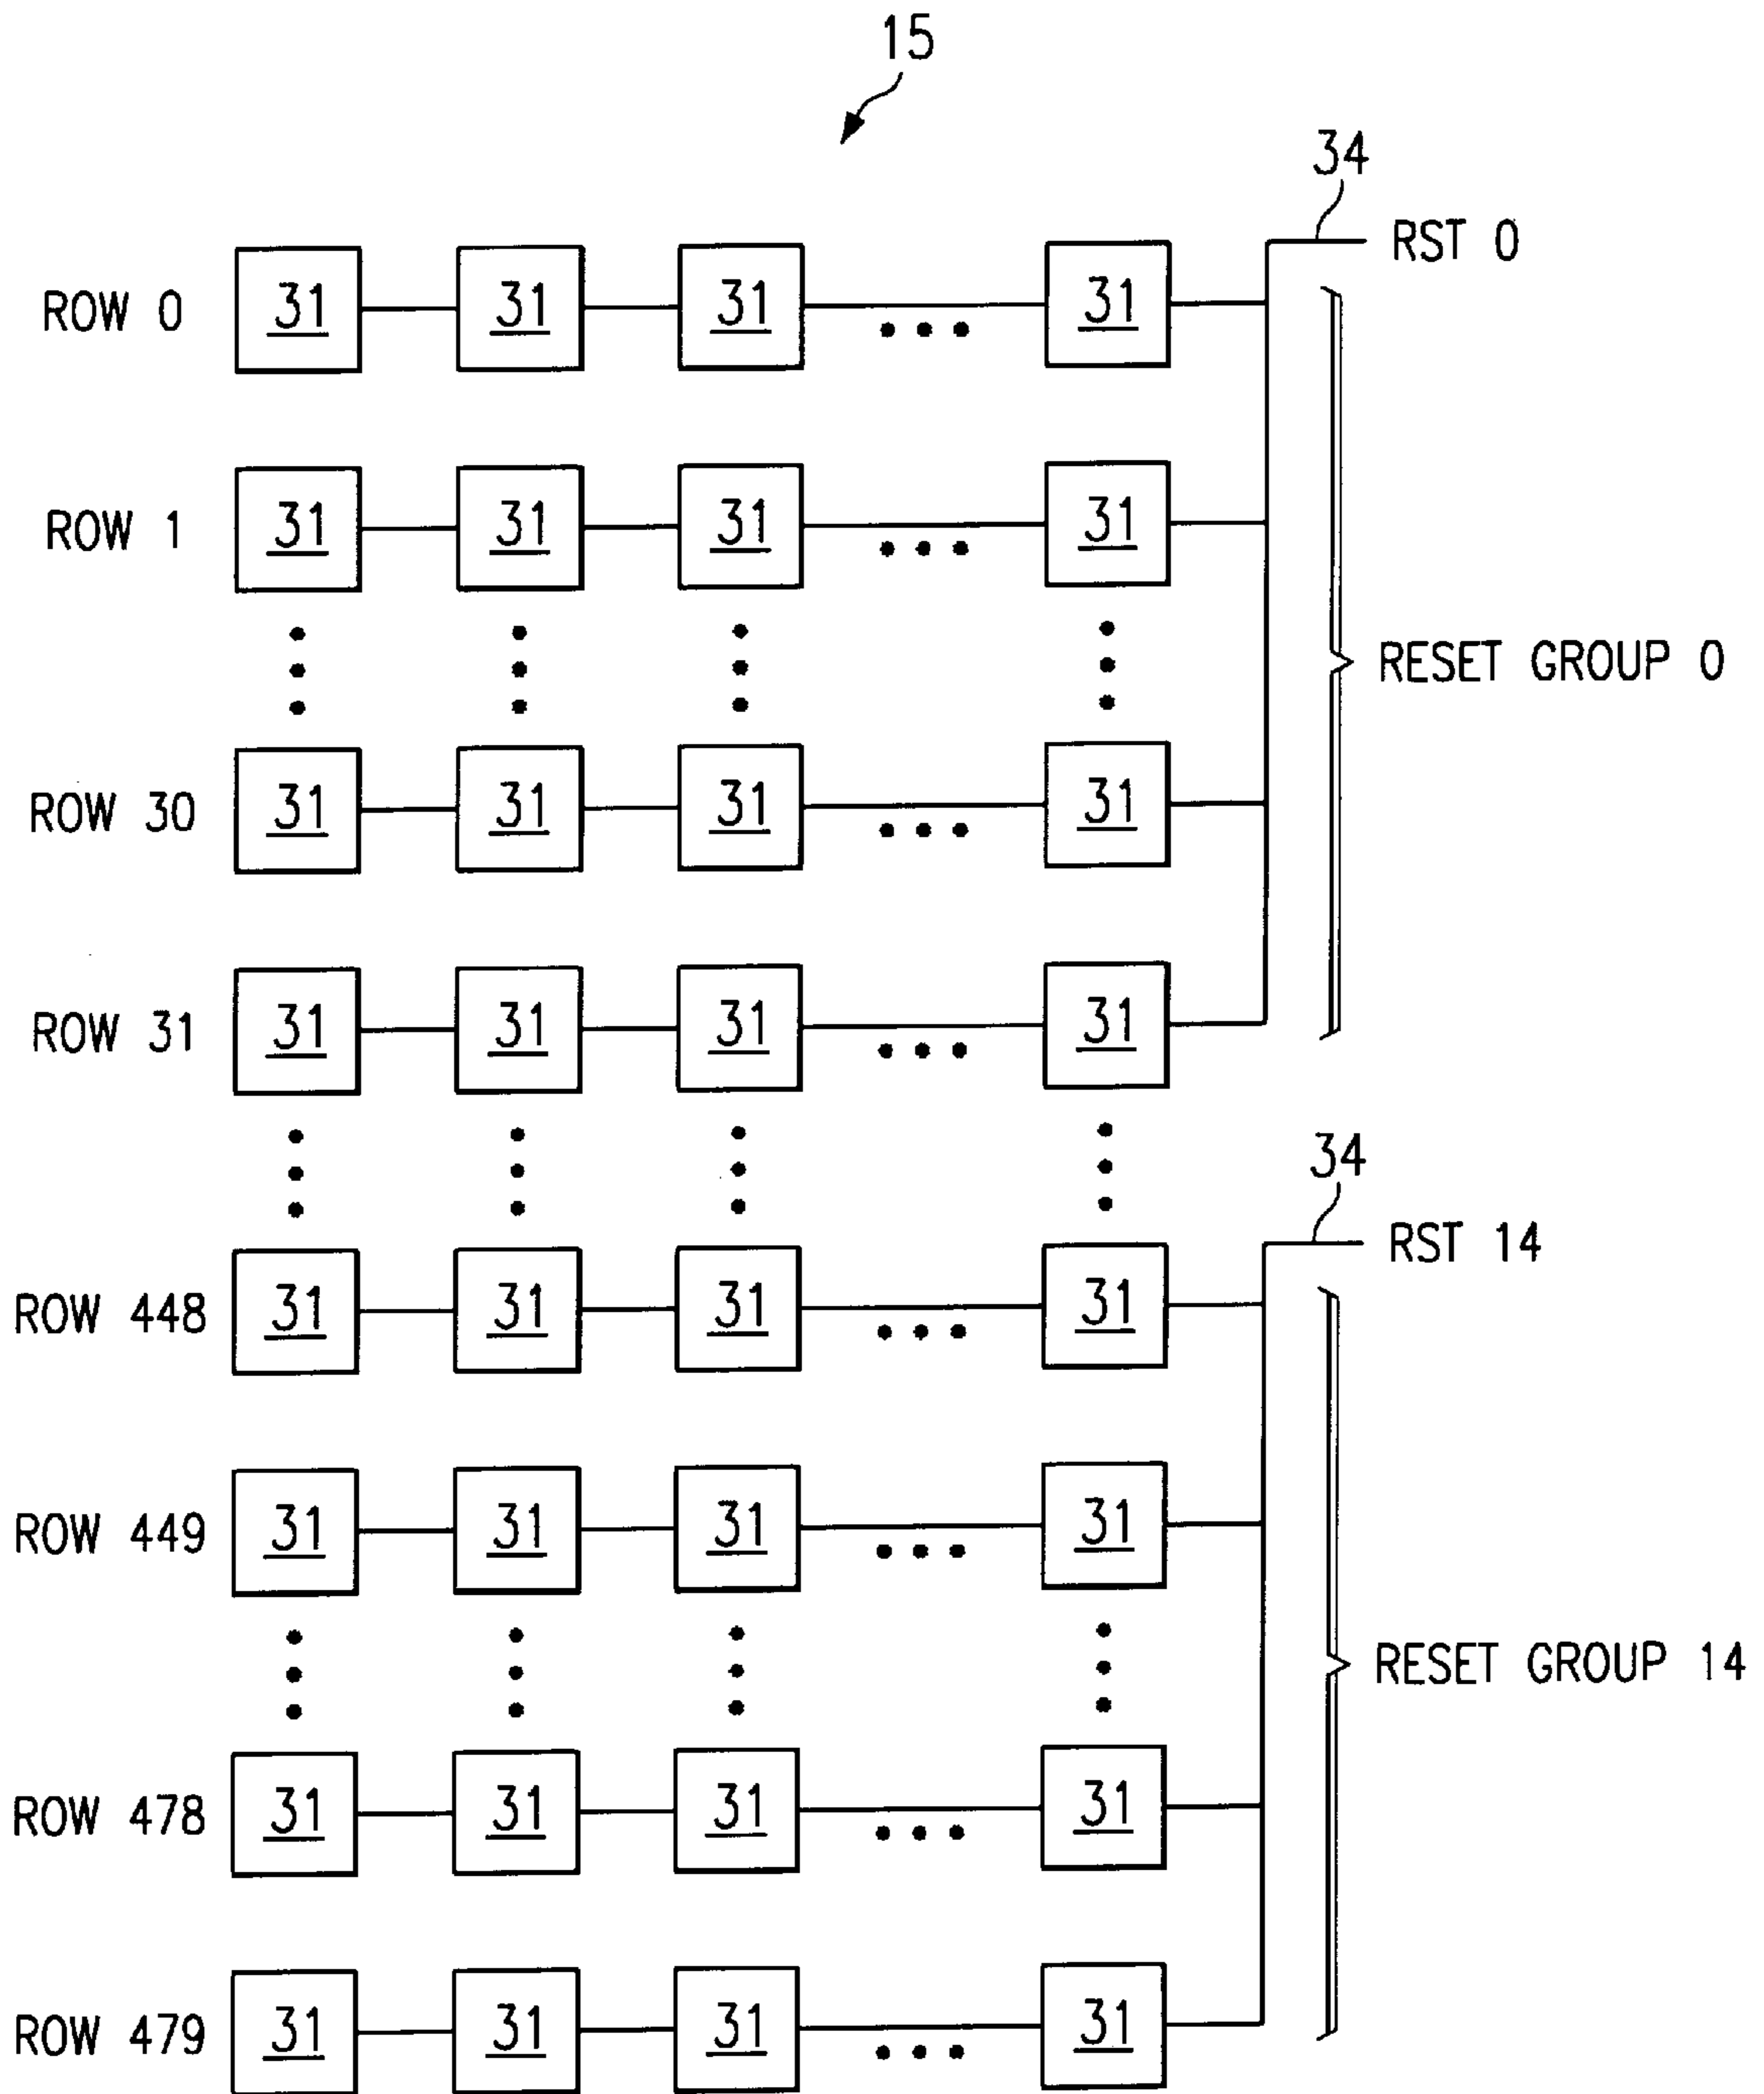 15
34
RST 0
ROW 0 31 31 31 31
ROW 1 31 31 31 31
RESET GROUP 0
ROW 30 31 31 31 31
ROW 31 31 31 31 31
34
RST 14
ROW 448 31 31 31 31
ROW 449 31 31 31 31
RESET GROUP 14
ROW 478 31 31 31 31
ROW 479 31 31 31 31